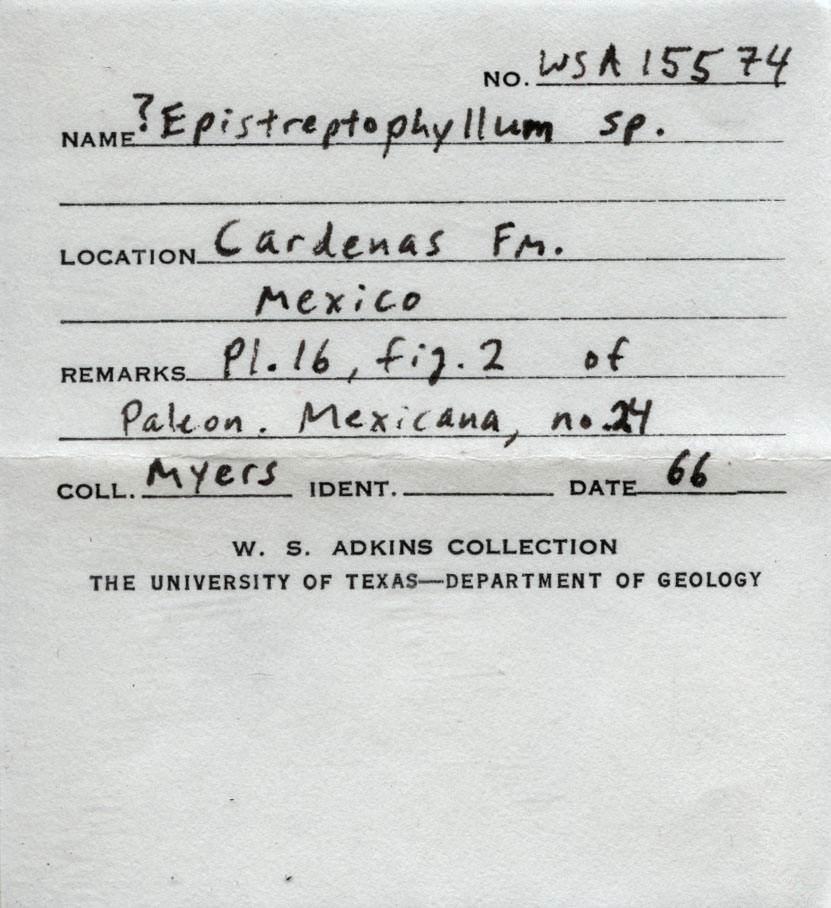 NO. WSA 15574
NAME ?Epistreptophyllum sp.
LOCATION Cardenas Fm.
Mexico
REMARKS Pl. 16, fig. 2 of
Paleon. Mexicana, no. 24
COLL. Myers IDENT. DATE 66
W. S. ADKINS COLLECTION
THE UNIVERSITY OF TEXAS—DEPARTMENT OF GEOLOGY